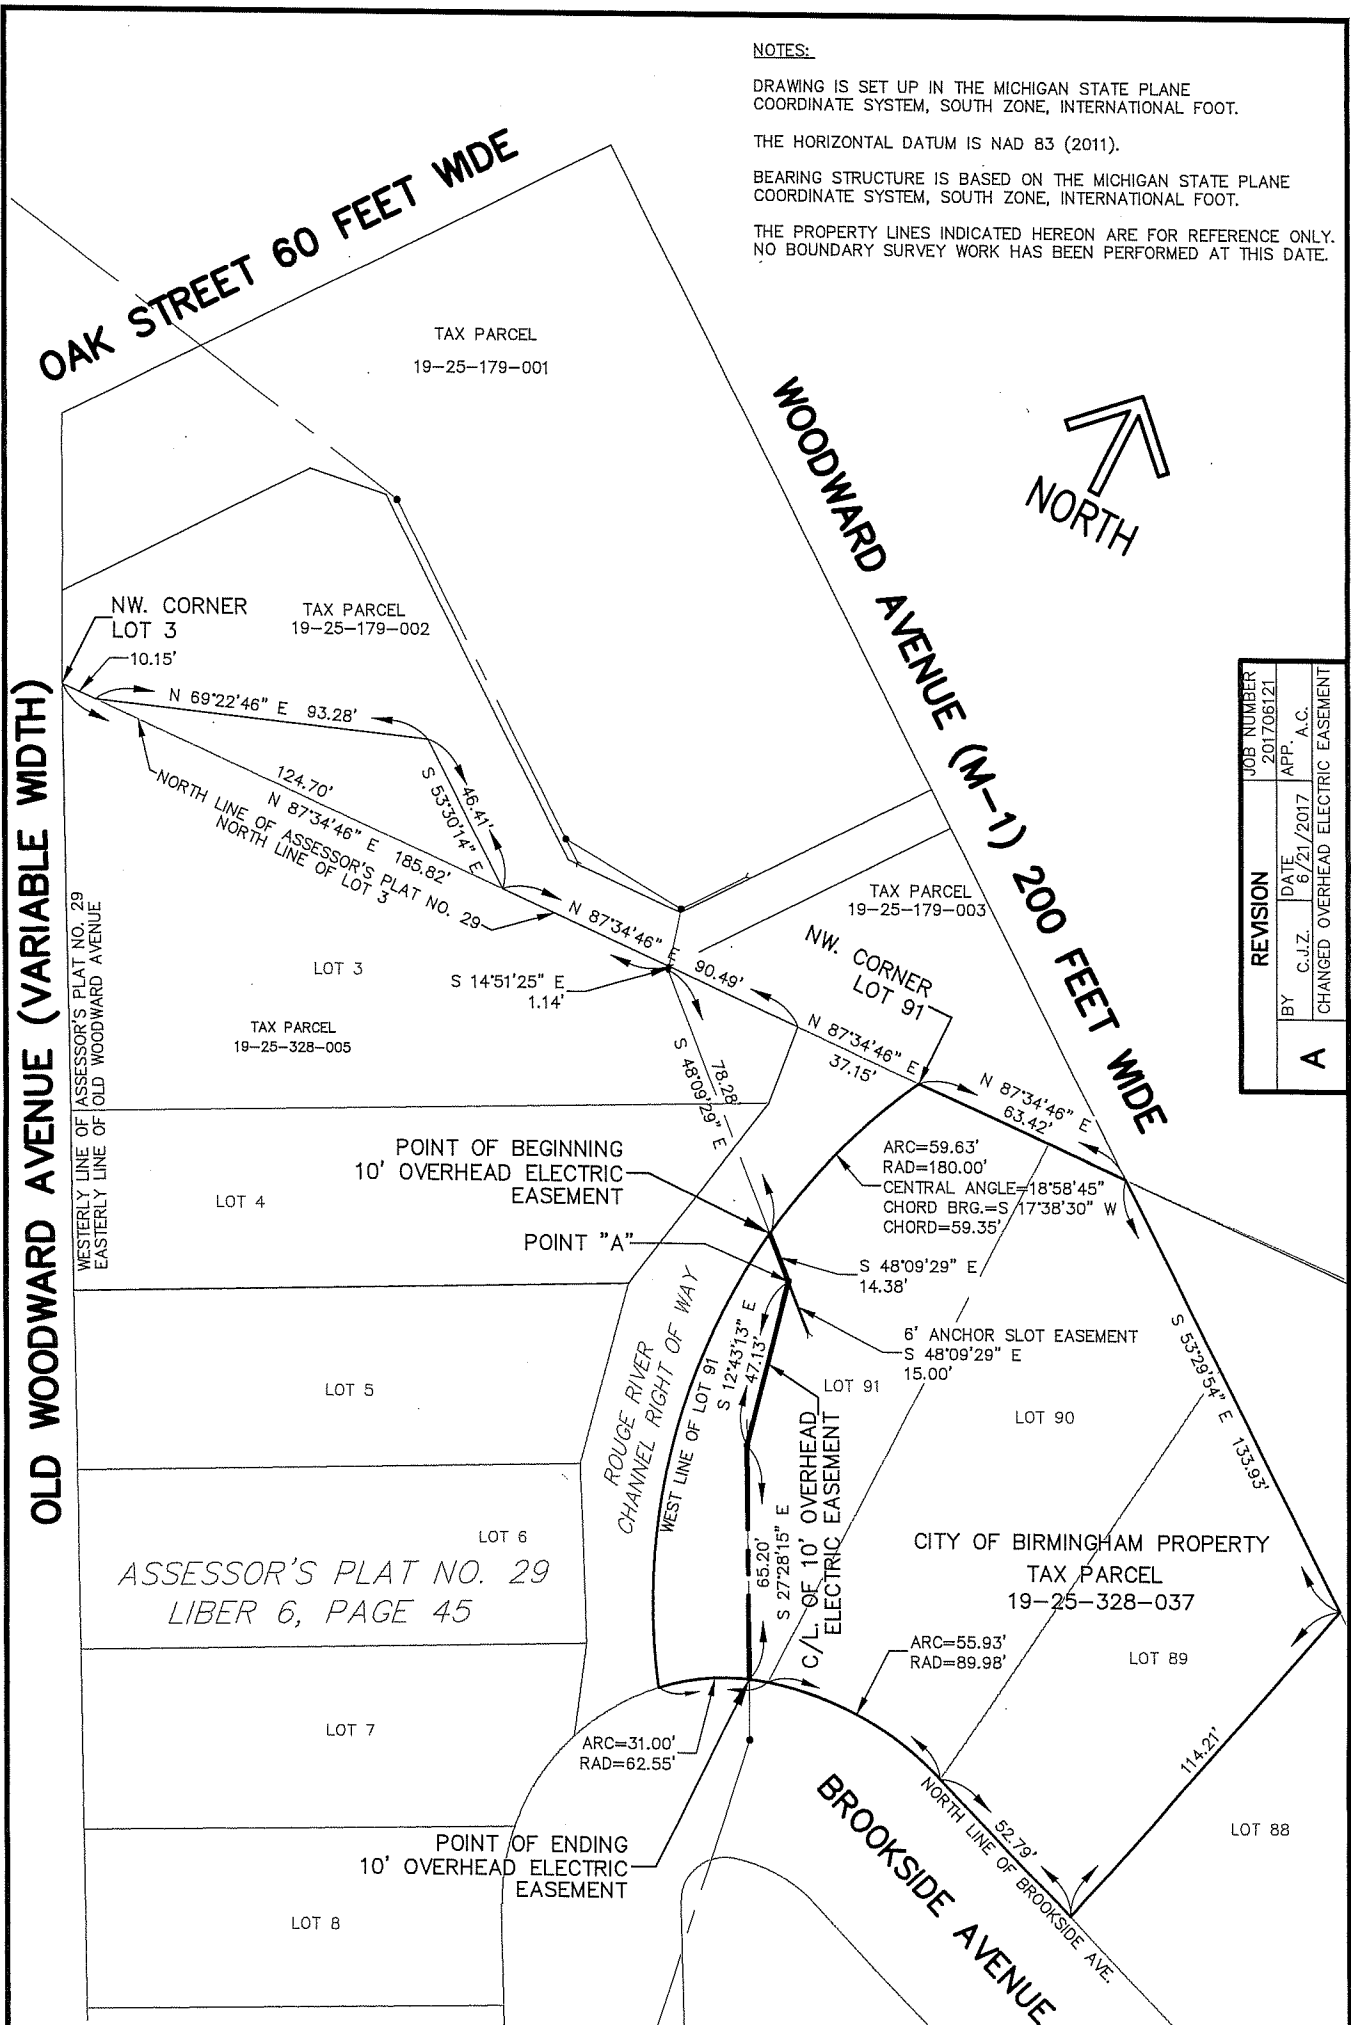 NOTES:
DRAWING IS SET UP IN THE MICHIGAN STATE PLANE
COORDINATE SYSTEM, SOUTH ZONE, INTERNATIONAL FOOT.
THE HORIZONTAL DATUM IS NAD 83 (2011).
BEARING STRUCTURE IS BASED ON THE MICHIGAN STATE PLANE
COORDINATE SYSTEM, SOUTH ZONE, INTERNATIONAL FOOT.
THE PROPERTY LINES INDICATED HEREON ARE FOR REFERENCE ONLY.
NO BOUNDARY SURVEY WORK HAS BEEN PERFORMED AT THIS DATE.
OAK STREET 60 FEET WIDE
TAX PARCEL
19-25-179-001
WOODWARD AVENUE (M-1) 200 FEET WIDE
NORTH
NW. CORNER
LOT 3
10.15'
TAX PARCEL
19-25-179-002
N 69°22'46" E 93.28'
46.41'
S 53°30'14" E
124.70'
N 87°34'46" E 185.82'
NORTH LINE OF ASSESSOR'S PLAT NO. 29
NORTH LINE OF LOT 3
OLD WOODWARD AVENUE (VARIABLE WIDTH)
WESTERLY LINE OF ASSESSOR'S PLAT NO. 29
EASTERLY LINE OF OLD WOODWARD AVENUE
JOB NUMBER
201706121
REVISION
APP.
A.C.
DATE
6/21/2017
BY
C.J.Z.
CHANGED OVERHEAD ELECTRIC EASEMENT
A
TAX PARCEL
19-25-179-003
N 87°34'46" E
90.49'
NW. CORNER
LOT 91
LOT 3
S 14°51'25" E
1.14'
TAX PARCEL
19-25-328-005
N 87°34'46" E
37.15'
N 87°34'46" E
63.42'
78.28'
S 48°09'29" E
POINT OF BEGINNING
10' OVERHEAD ELECTRIC
EASEMENT
ARC=59.63'
RAD=180.00'
CENTRAL ANGLE=18°58'45"
CHORD BRG.=S 17°38'30" W
CHORD=59.35'
LOT 4
POINT "A"
S 48°09'29" E
14.38'
6' ANCHOR SLOT EASEMENT
S 48°09'29" E
15.00'
S 53°29'54" E 133.93'
ROUGE RIVER
CHANNEL RIGHT OF WAY
WEST LINE OF LOT 91
S 12°43'13" E
47.13'
LOT 91
LOT 5
LOT 90
C/L. OF 10' OVERHEAD
ELECTRIC EASEMENT
65.20'
S 27°28'15" E
LOT 6
ASSESSOR'S PLAT NO. 29
LIBER 6, PAGE 45
CITY OF BIRMINGHAM PROPERTY
TAX PARCEL
19-25-328-037
ARC=55.93'
RAD=89.98'
LOT 89
LOT 7
ARC=31.00'
RAD=62.55'
114.21'
52.79'
NORTH LINE OF BROOKSIDE AVE.
LOT 88
POINT OF ENDING
10' OVERHEAD ELECTRIC
EASEMENT
BROOKSIDE AVENUE
LOT 8